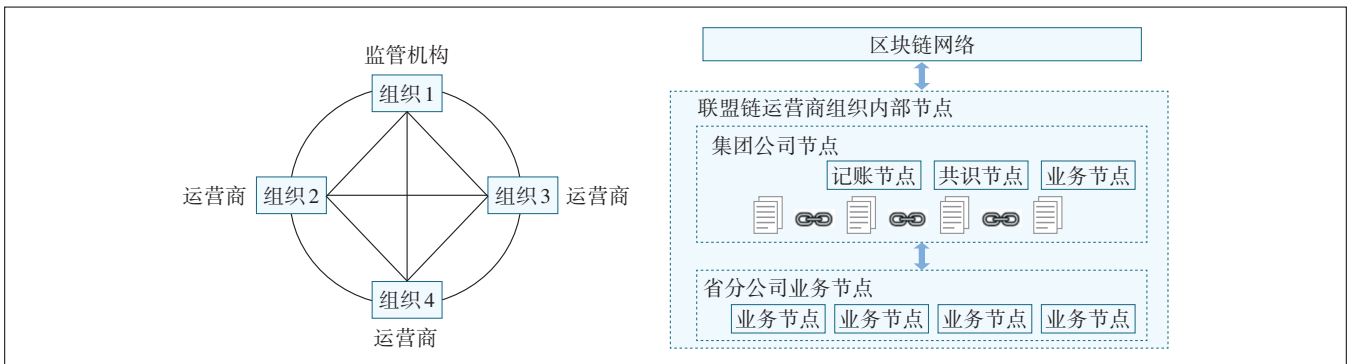 监管机构
组织1
运营商
组织2
组织3
运营商
组织4
运营商
区块链网络
联盟链运营商组织内部节点
集团公司节点
记账节点
共识节点
业务节点
省分公司业务节点
业务节点
业务节点
业务节点
业务节点